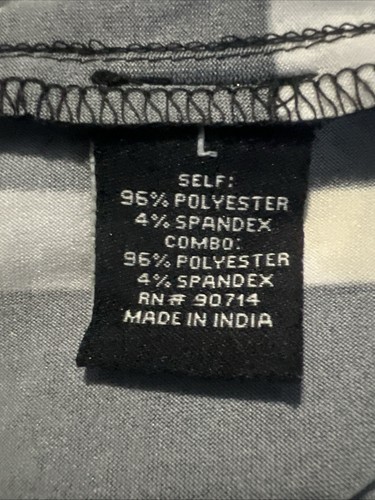 L
SELF:
96% POLYESTER
4% SPANDEX
COMBO:
96% POLYESTER
4% SPANDEX
RN# 90714
MADE IN INDIA